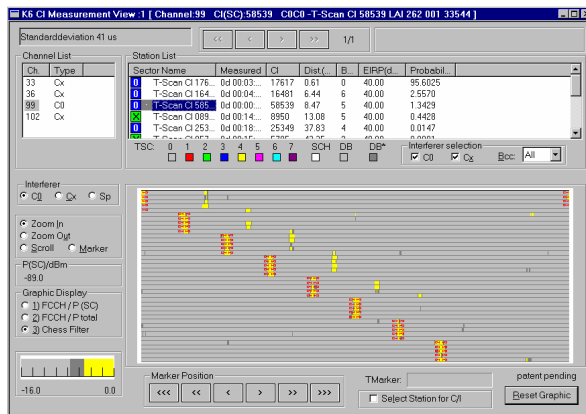 K6 CI Measurement View :1 [ Channel:99 CI(SC):58539 C0C0 -T-Scan CI 58539 LAI 262 001 33544 ]
Standarddeviation 41 us
<< < > >> 1/1
Channel List
Ch. Type
33 Cx
36 Cx
99 C0
102 Cx
Station List
Sector Name Measured CI Dist.(... B... EIRP(d... Probabil...
0 T-Scan CI 176... 0d 00:03:... 17617 0.61 0 40.00 95.6025
0 T-Scan CI 164... 0d 00:04:... 16481 6.44 6 40.00 2.5570
0 T-Scan CI 585... 0d 00:00:... 58539 8.47 5 40.00 1.3429
X T-Scan CI 089... 0d 00:14:... 8950 13.08 5 40.00 0.4428
0 T-Scan CI 253... 0d 00:18:... 25349 37.83 4 40.00 0.0147
TSC: 0 1 2 3 4 5 6 7 SCH DB DB*
Interferer selection
C0 Cx Bcc: All
Interferer
C0 Cx Sp
Zoom In
Zoom Out
Scroll Marker
P(SC)/dBm
-89.0
Graphic Display
1) FCCH / P (SC)
2) FCCH / P total
3) Chess Filter
-16.0 0.0
Marker Position
<<< << < > >> >>>
TMarker:
Select Station for C/I
patent pending
Reset Graphic